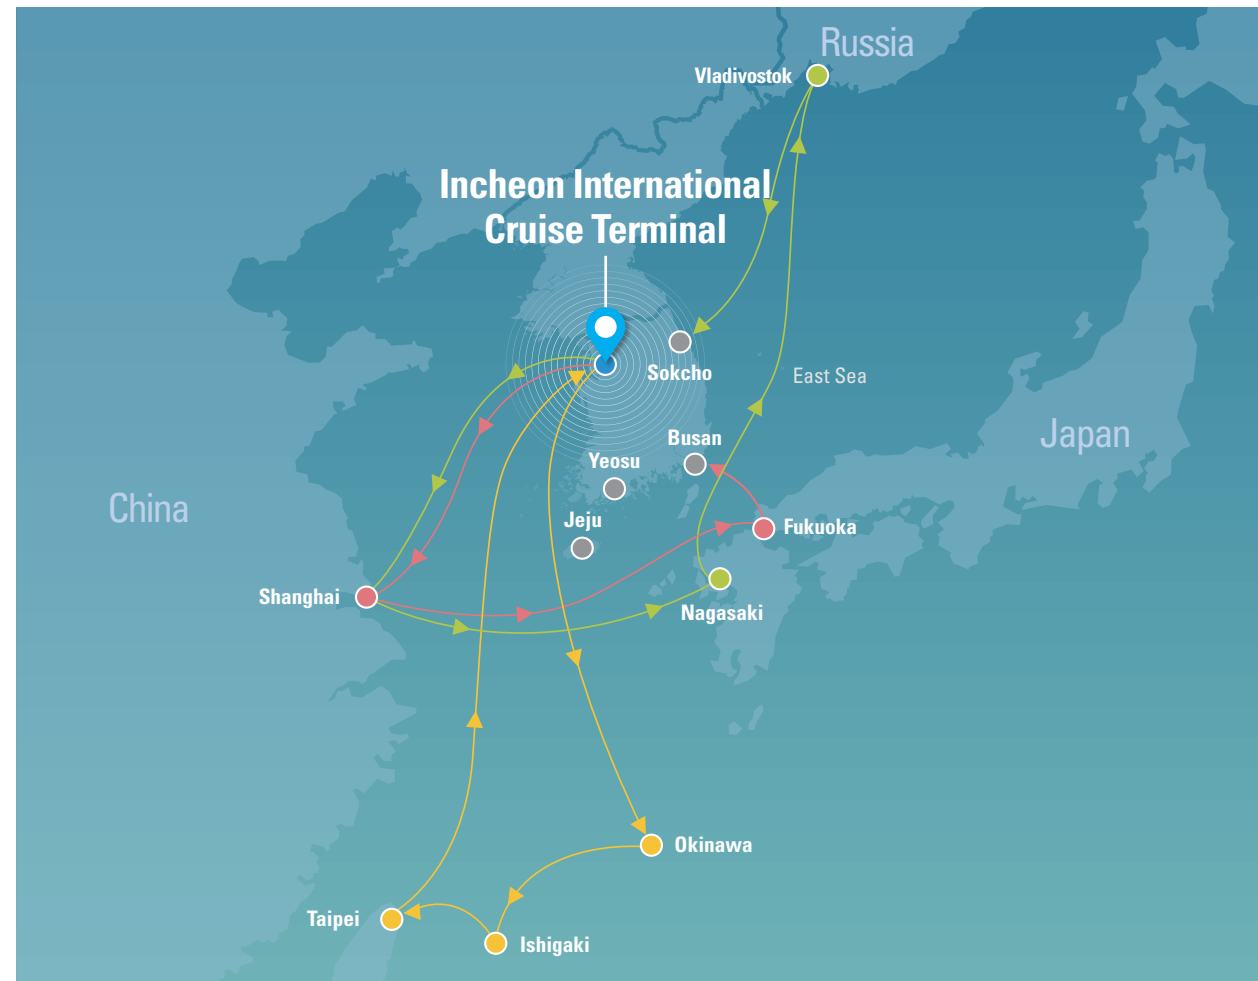 Russia
Vladivostok
Incheon International
Cruise Terminal
Sokcho
East Sea
Japan
Busan
Yeosu
China
Jeju
Fukuoka
Shanghai
Nagasaki
Okinawa
Taipei
Ishigaki